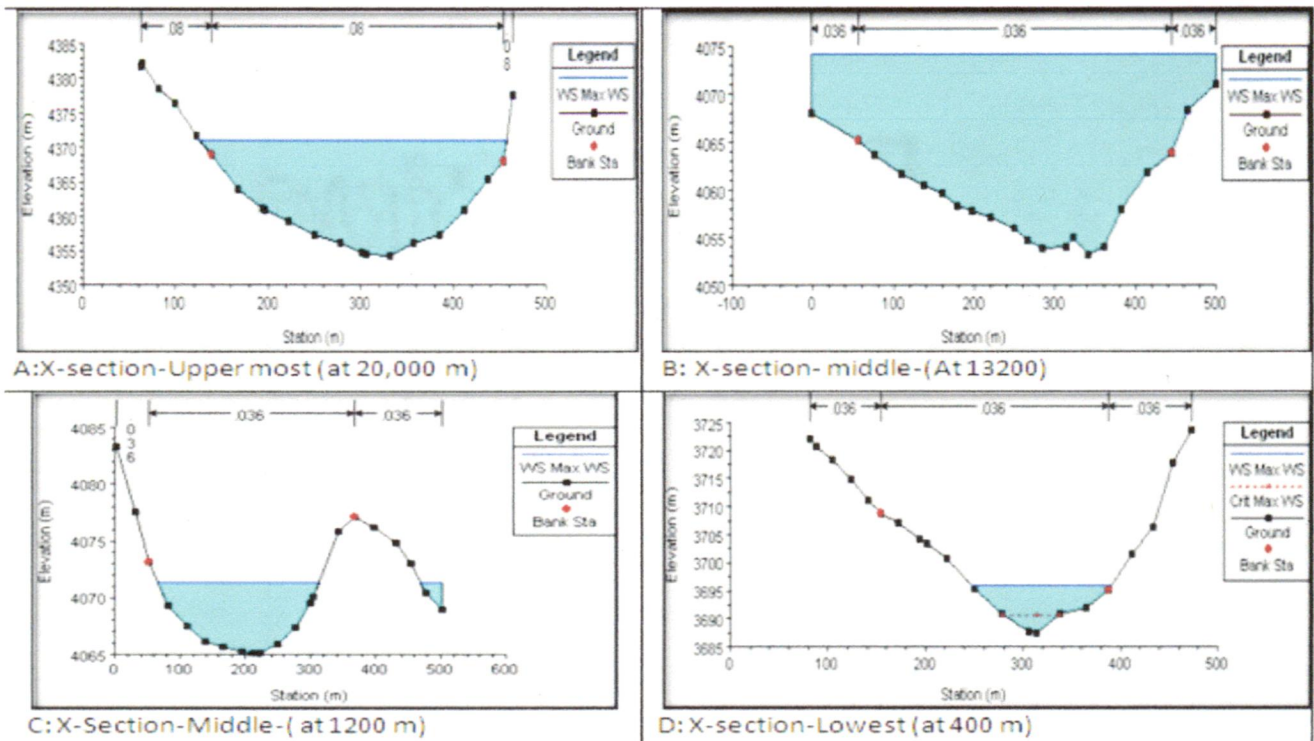 .08 .08 08
4385
4380
4375
4370
4365
4360
4355
4350
Elevation (m)
0 100 200 300 400 500
Station (m)
Legend
WS Max WS
Ground
Bank Sta
A:X-section-Upper most (at 20,000 m)
.036 .036 .036
4075
4070
4065
4060
4055
4050
Elevation (m)
-100 0 100 200 300 400 500
Station (m)
Legend
WS Max WS
Ground
Bank Sta
B: X-section- middle-(At 13200)
036 .036 .036
4085
4080
4075
4070
4065
Elevation (m)
0 100 200 300 400 500 600
Station (m)
Legend
WS Max WS
Ground
Bank Sta
C: X-Section-Middle-( at 1200 m)
.036 .036 .036
3725
3720
3715
3710
3705
3700
3695
3690
3685
Elevation (m)
0 100 200 300 400 500
Station (m)
Legend
WS Max WS
Crit Max WS
Ground
Bank Sta
D: X-section-Lowest (at 400 m)